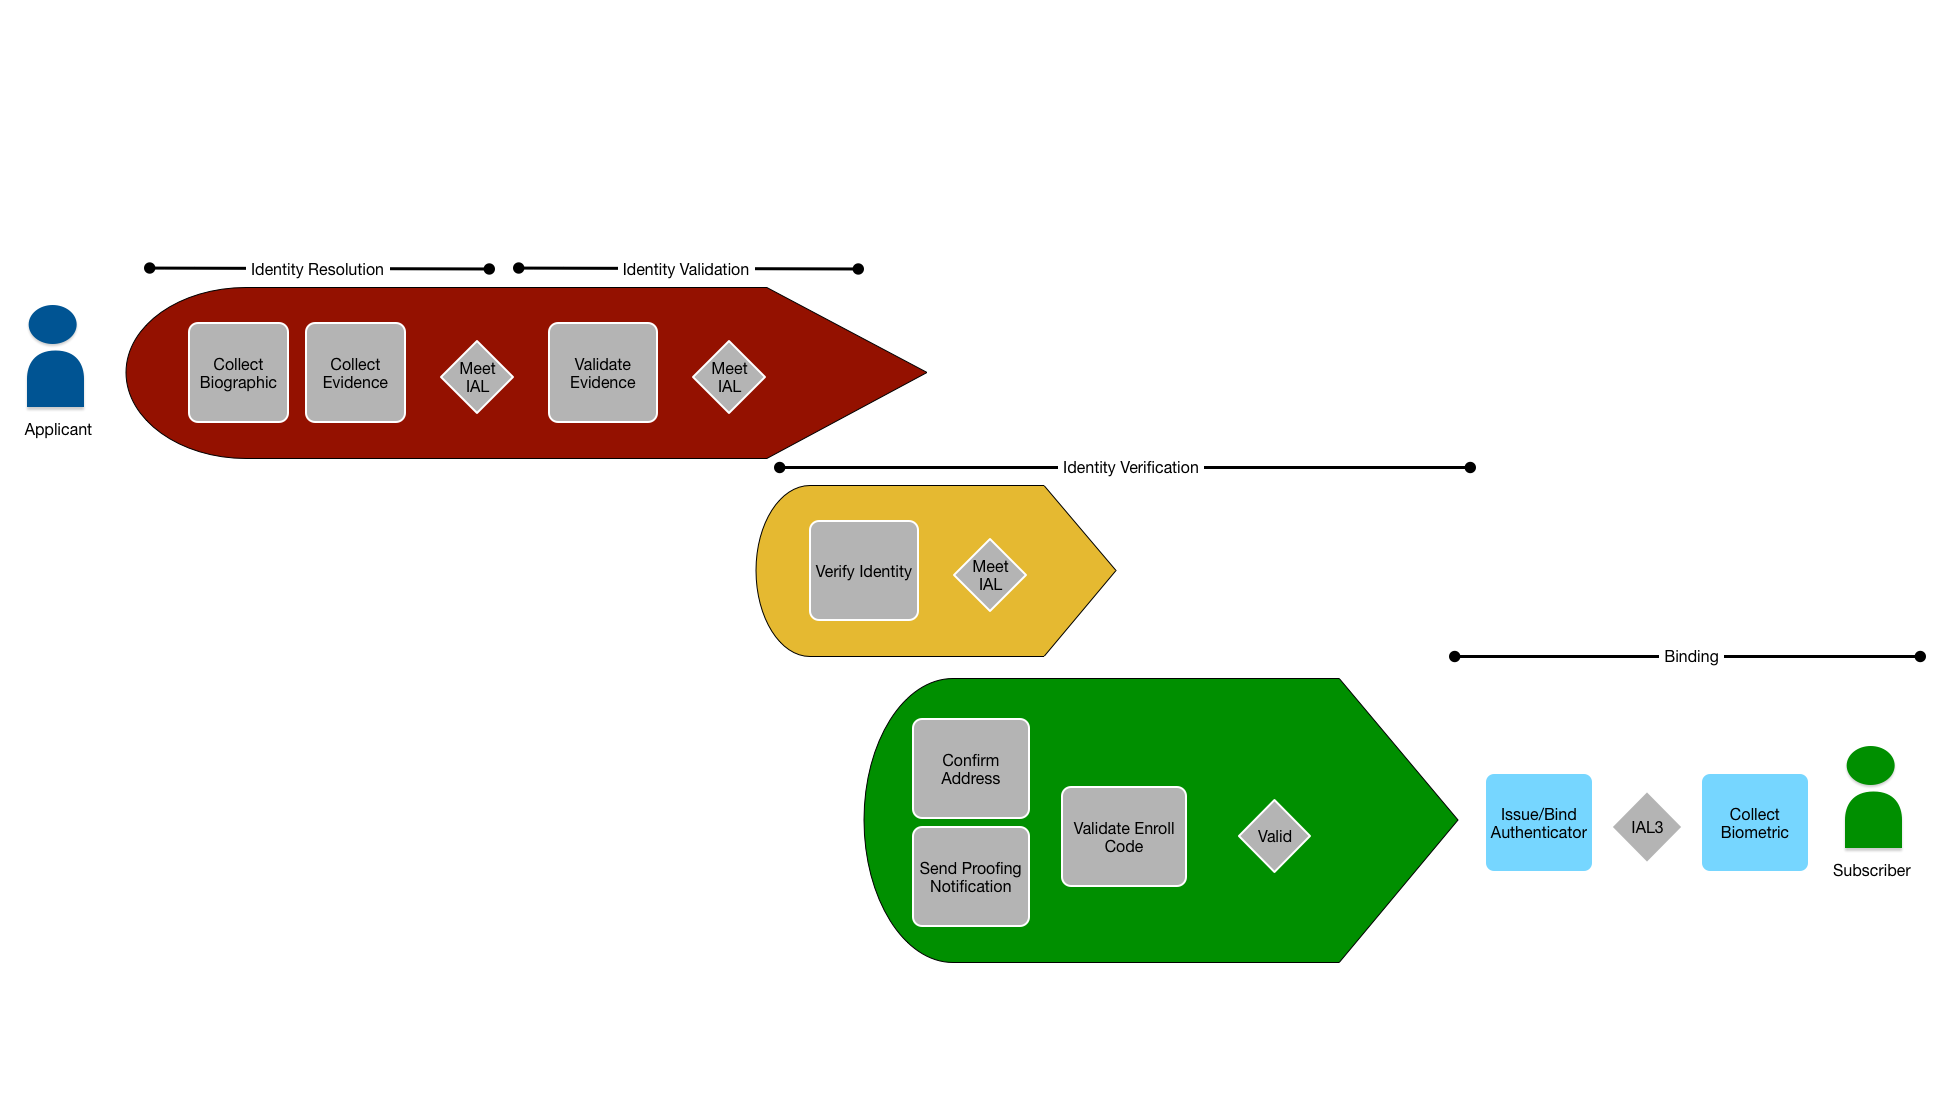 Identity Resolution
Identity Validation
Collect
Biographic
Collect
Evidence
Meet
IAL
Validate
Evidence
Meet
IAL
Applicant
Identity Verification
Verify Identity
Meet
IAL
Binding
Confirm
Address
Send Proofing
Notification
Validate Enroll
Code
Valid
Issue/Bind
Authenticator
IAL3
Collect
Biometric
Subscriber